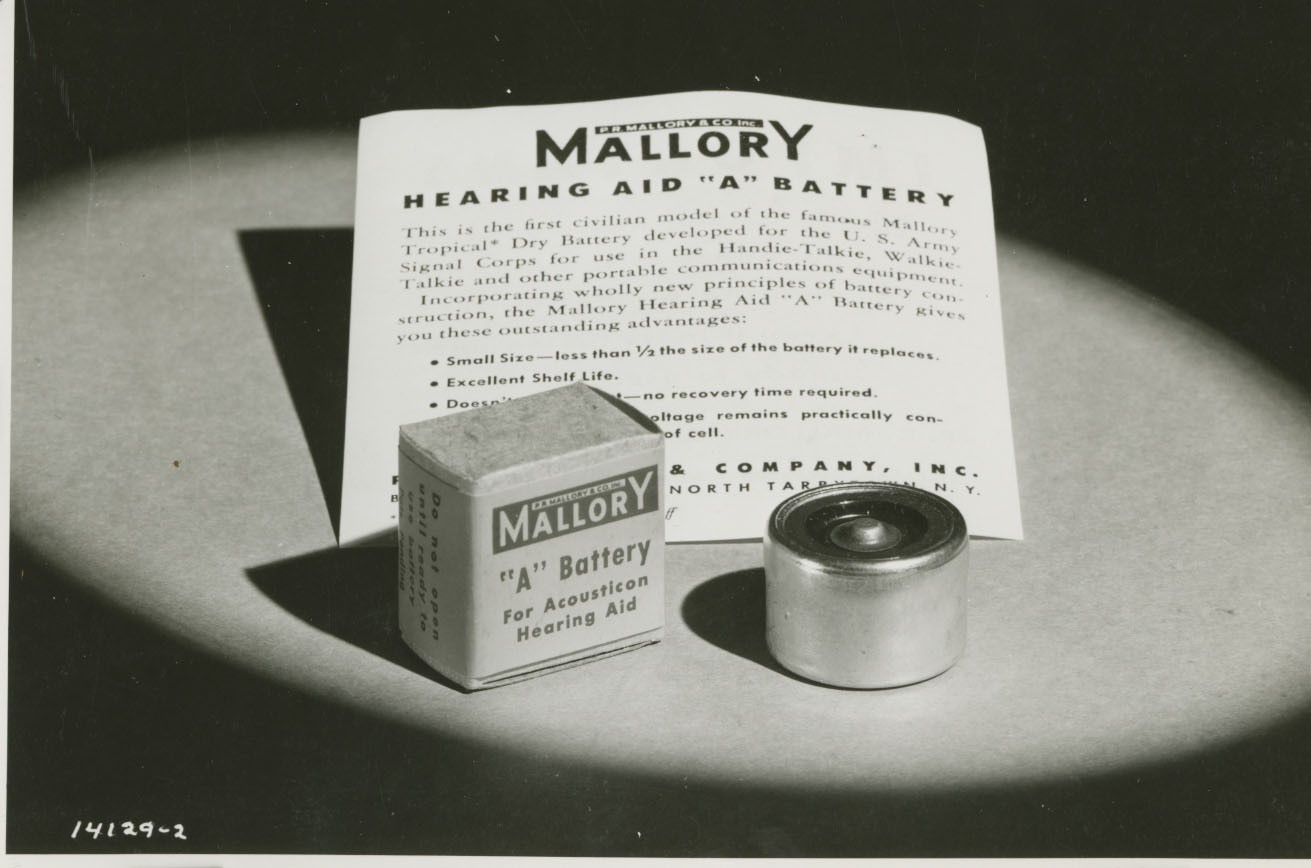 P.R. MALLORY & CO. Inc.
MALLORY
HEARING AID "A" BATTERY
This is the first civilian model of the famous Mallory
Tropical* Dry Battery developed for the U. S. Army
Signal Corps for use in the Handie-Talkie, Walkie-
Talkie and other portable communications equipment.
Incorporating wholly new principles of battery con-
struction, the Mallory Hearing Aid "A" Battery gives
you these outstanding advantages:
• Small Size—less than ½ the size of the battery it replaces.
• Excellent Shelf Life.
• Doesn't —no recovery time required.
practically con-
remains
of cell.
& COMPANY, INC.
NORTH TARRYTOWN, N. Y.
P.R. MALLORY & CO. Inc.
MALLORY
"A" Battery
For Acousticon
Hearing Aid
Do not open
until ready to
use battery
14129-2